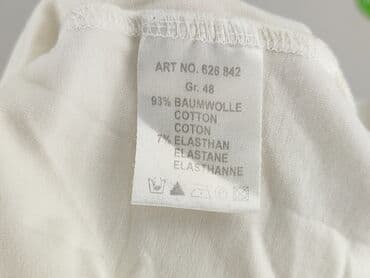 ART NO. 626 842
Gr. 48
93% BAUMWOLLE
COTTON
COTON
7% ELASTHAN
ELASTANE
ELASTHANNE